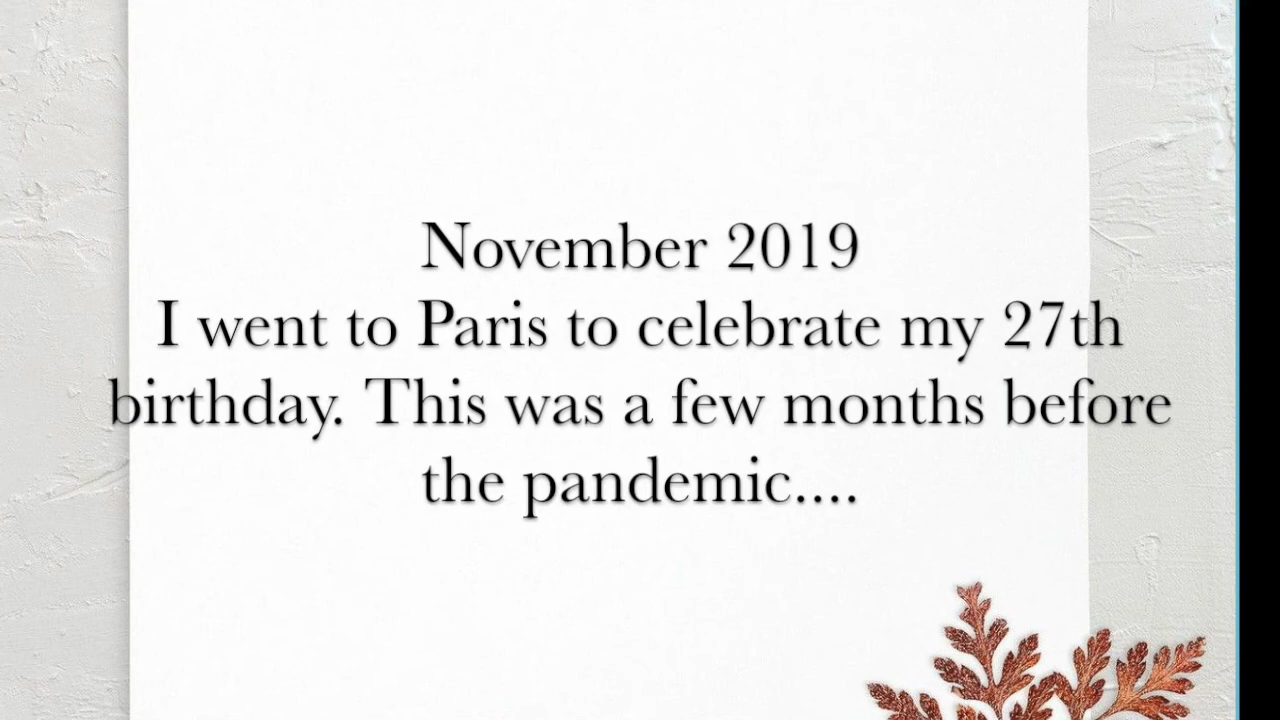 November 2019
I went to Paris to celebrate my 27th
birthday. This was a few months before
the pandemic....